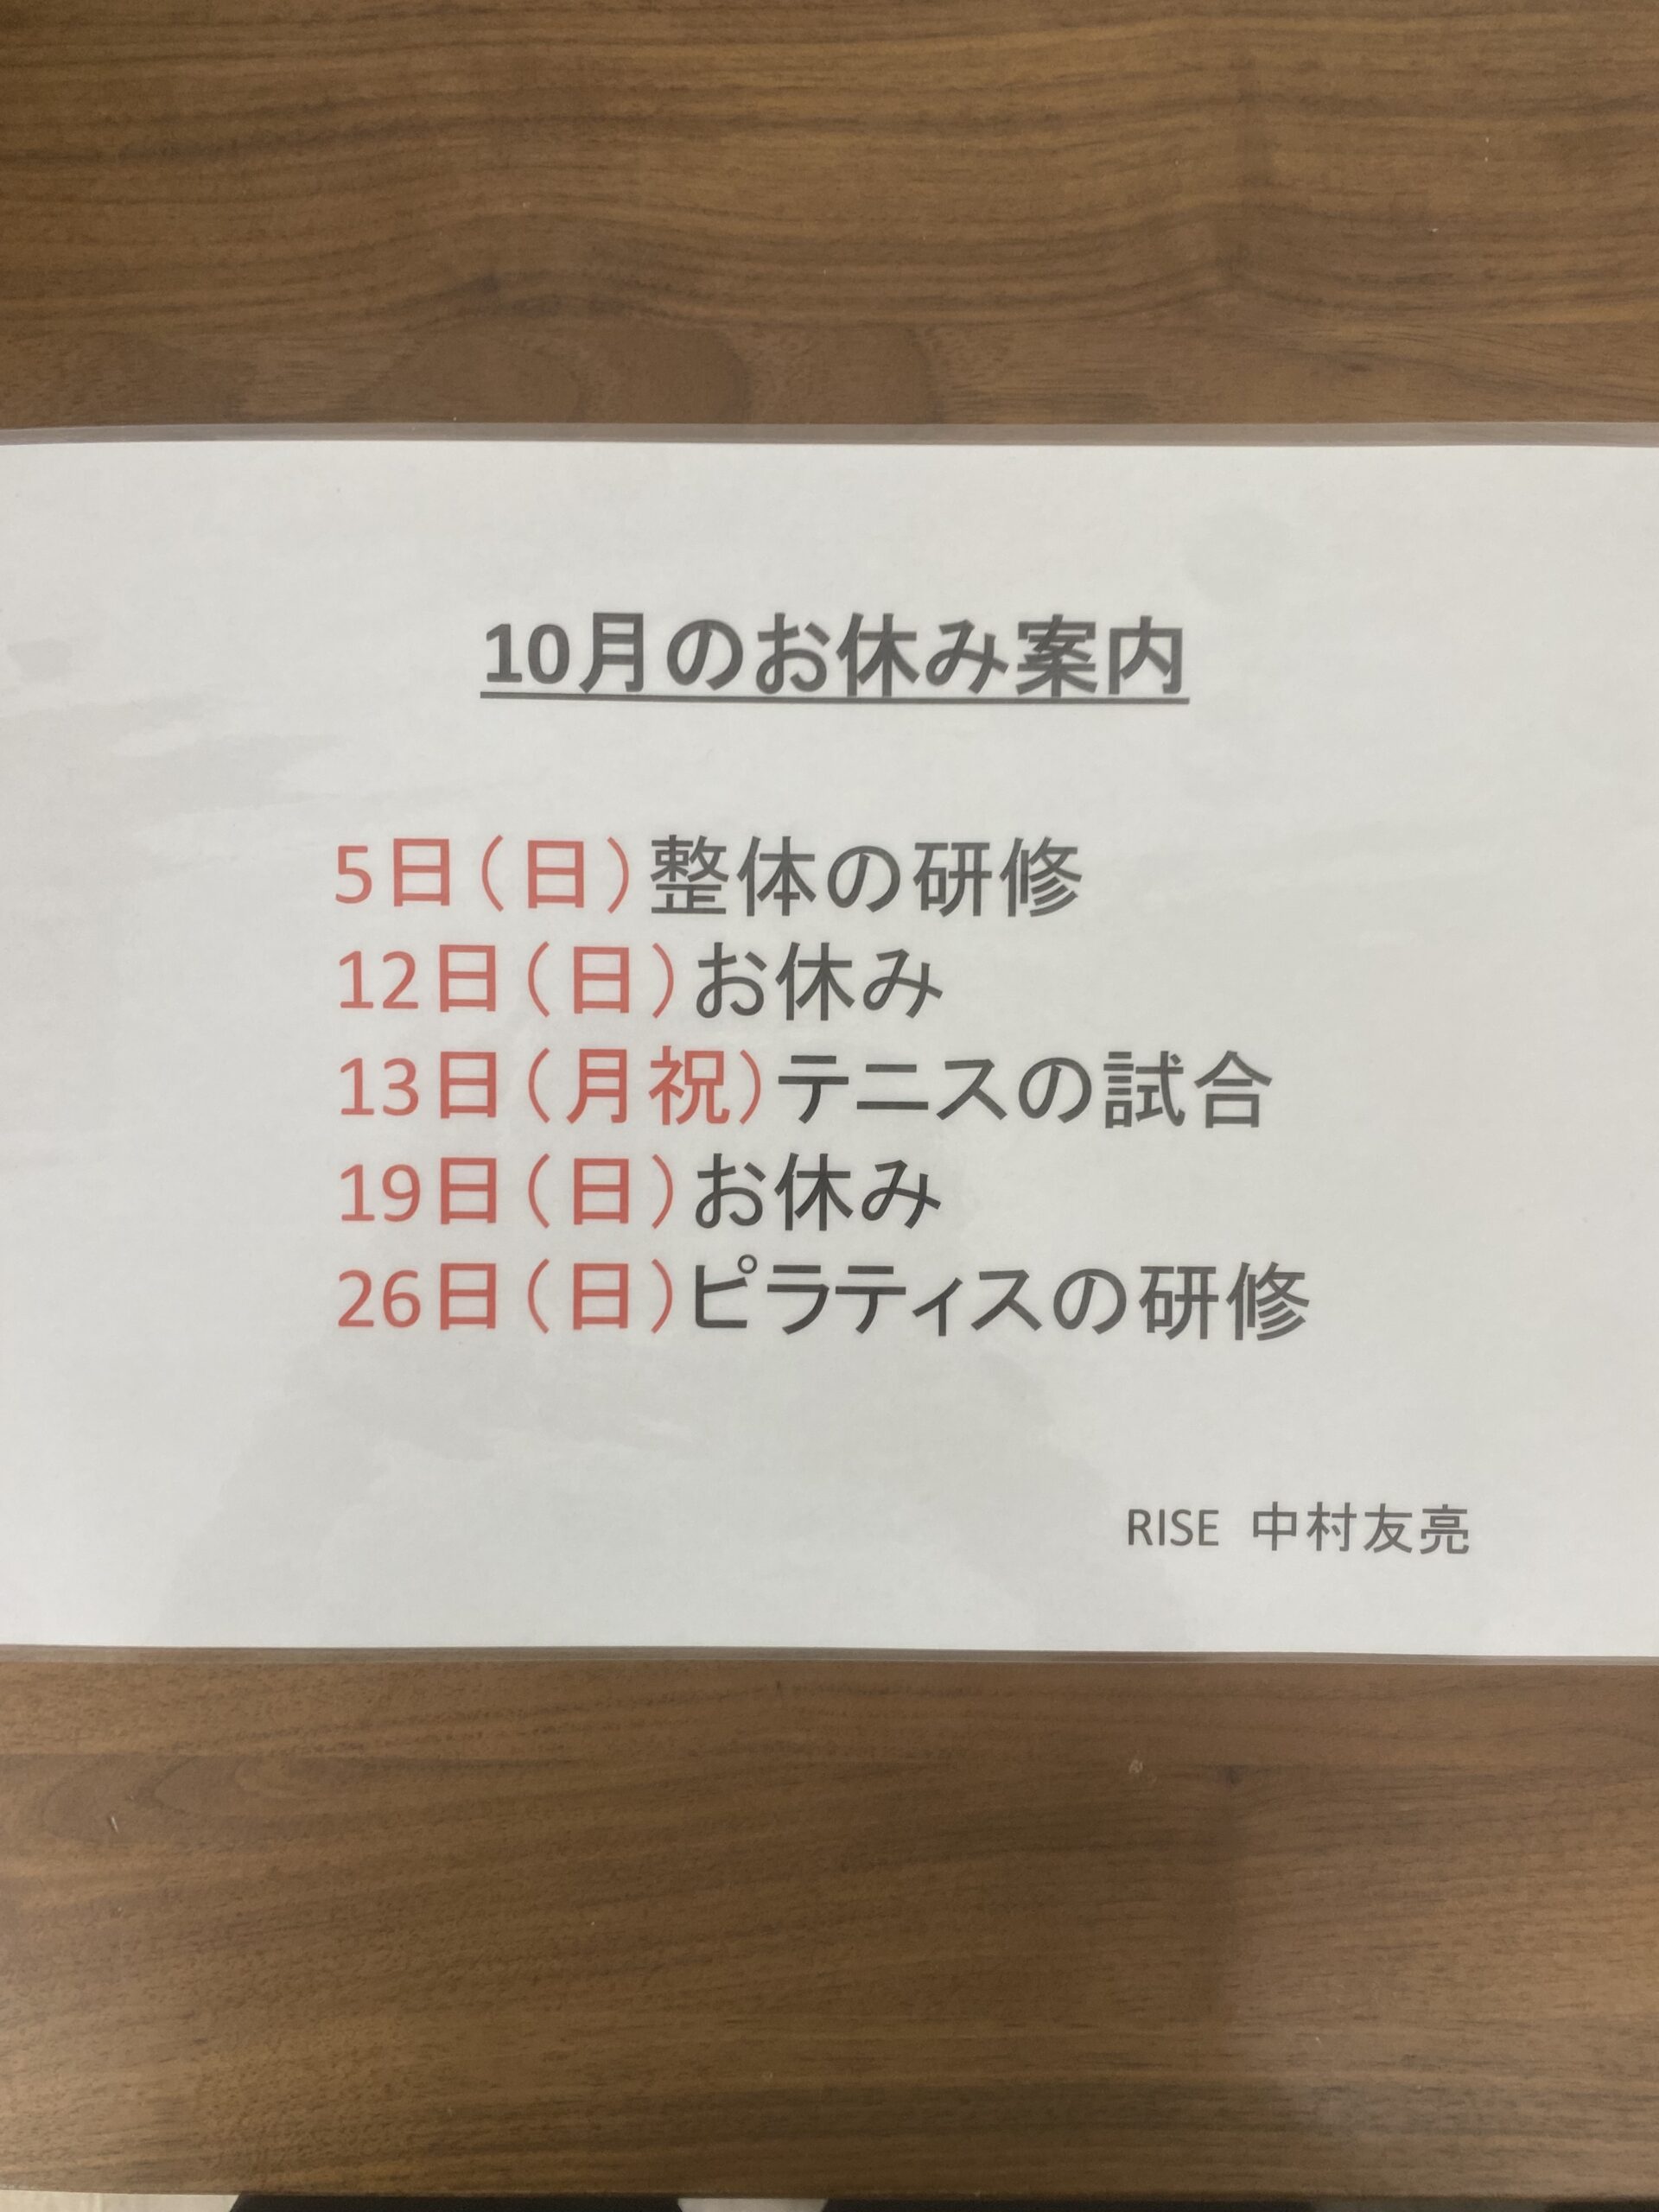 10月のお休み案内
5日（日）整体の研修
12日（日）お休み
13日（月祝）テニスの試合
19日（日）お休み
26日（日）ピラティスの研修
RISE 中村友亮